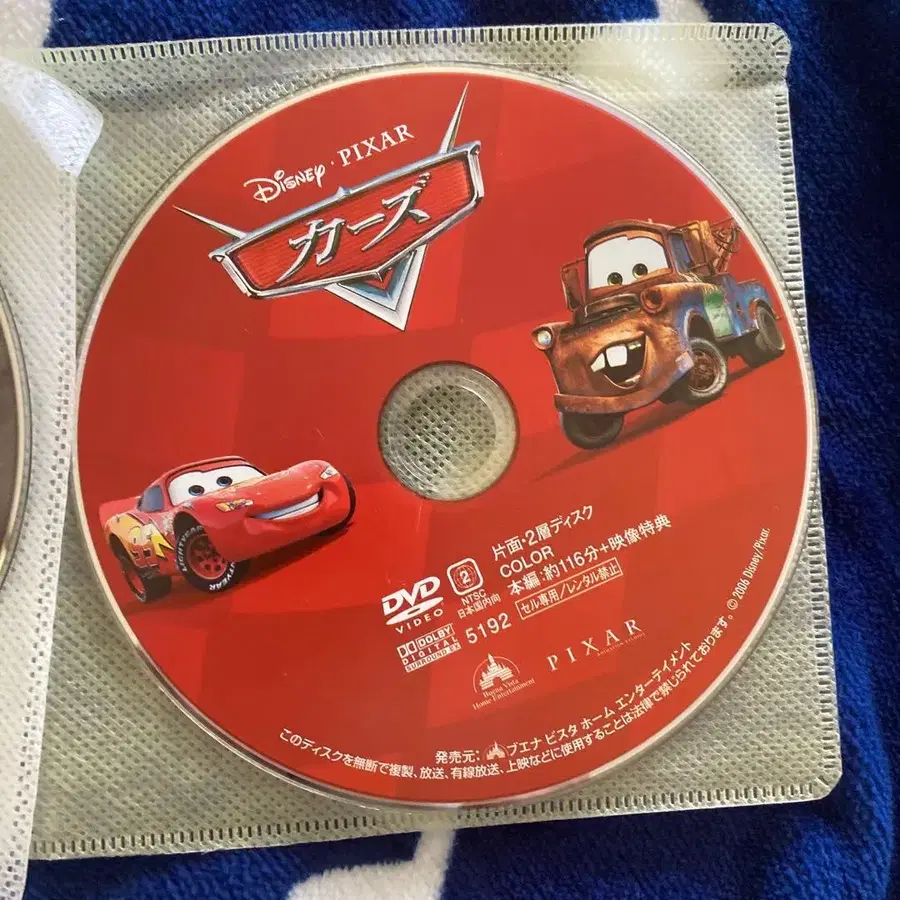 DISNEY · PIXAR
カーズ
片面・2層ディスク
COLOR
本編:約116分+映像特典
セル専用/レンタル禁止
DVD
VIDEO
2
NTSC
日本国内向
DOLBY
DIGITAL
SURROUND EX
5192
Buena Vista
Home Entertainment
PIXAR
ANIMATION STUDIOS
発売元: ブエナ ビスタ ホーム エンターテイメント
このディスクを無断で複製、放送、有線放送、上映などに使用することは法律で禁じられております。© 2006 Disney/Pixar.